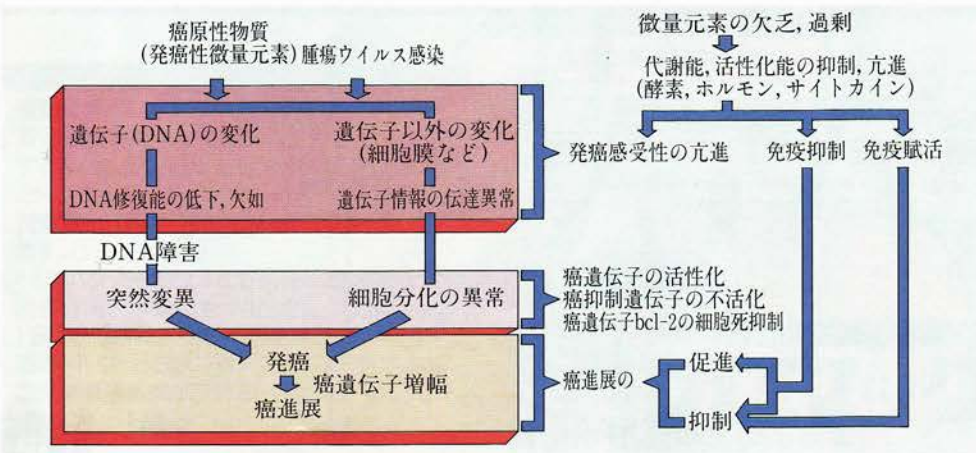 癌原性物質
(発癌性微量元素)腫瘍ウイルス感染
遺伝子(DNA)の変化
遺伝子以外の変化
(細胞膜など)
DNA修復能の低下,欠如
遺伝子情報の伝達異常
DNA障害
突然変異
細胞分化の異常
発癌
癌遺伝子増幅
癌進展
微量元素の欠乏,過剰
代謝能,活性化能の抑制,亢進
(酵素,ホルモン,サイトカイン)
発癌感受性の亢進
免疫抑制
免疫賦活
癌遺伝子の活性化
癌抑制遺伝子の不活化
癌遺伝子bcl-2の細胞死抑制
癌進展の
促進
抑制